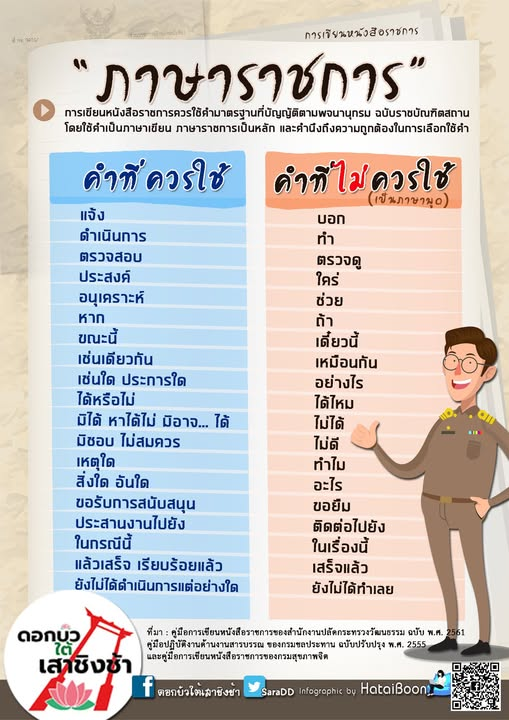 การเขียนหนังสือราชการ
"ภาษาราชการ"
การเขียนหนังสือราชการควรใช้คำมาตรฐานที่บัญญัติตามพจนานุกรม ฉบับราชบัณฑิตสถาน
โดยใช้คำเป็นภาษาเขียน ภาษาราชการเป็นหลัก และคำนึงถึงความถูกต้องในการเลือกใช้คำ
คำที่ควรใช้
แจ้ง
ดำเนินการ
ตรวจสอบ
ประสงค์
อนุเคราะห์
หาก
ขณะนี้
เช่นเดียวกัน
เช่นใด ประการใด
ได้หรือไม่
มิได้ หาได้ไม่ มิอาจ... ได้
มิชอบ ไม่สมควร
เหตุใด
สิ่งใด อันใด
ขอรับการสนับสนุน
ประสานงานไปยัง
ในกรณีนี้
แล้วเสร็จ เรียบร้อยแล้ว
ยังไม่ได้ดำเนินการแต่อย่างใด
คำที่ไม่ควรใช้
(เป็นภาษาพูด)
บอก
ทำ
ตรวจดู
ใคร่
ช่วย
ถ้า
เดี๋ยวนี้
เหมือนกัน
อย่างไร
ได้ไหม
ไม่ได้
ไม่ดี
ทำไม
อะไร
ขอยืม
ติดต่อไปยัง
ในเรื่องนี้
เสร็จแล้ว
ยังไม่ได้ทำเลย
ดอกบัว
ใต้
เสาชิงช้า
ที่มา : คู่มือการเขียนหนังสือราชการของสำนักงานปลัดกระทรวงวัฒนธรรม ฉบับ พ.ศ. 2561
คู่มือปฏิบัติงานด้านงานสารบรรณ ของกรมชลประทาน ฉบับปรับปรุง พ.ศ. 2555
และคู่มือการเขียนหนังสือราชการของกรมสุขภาพจิต
ดอกบัวใต้เสาชิงช้า SaraDD Infographic by HataiBoon